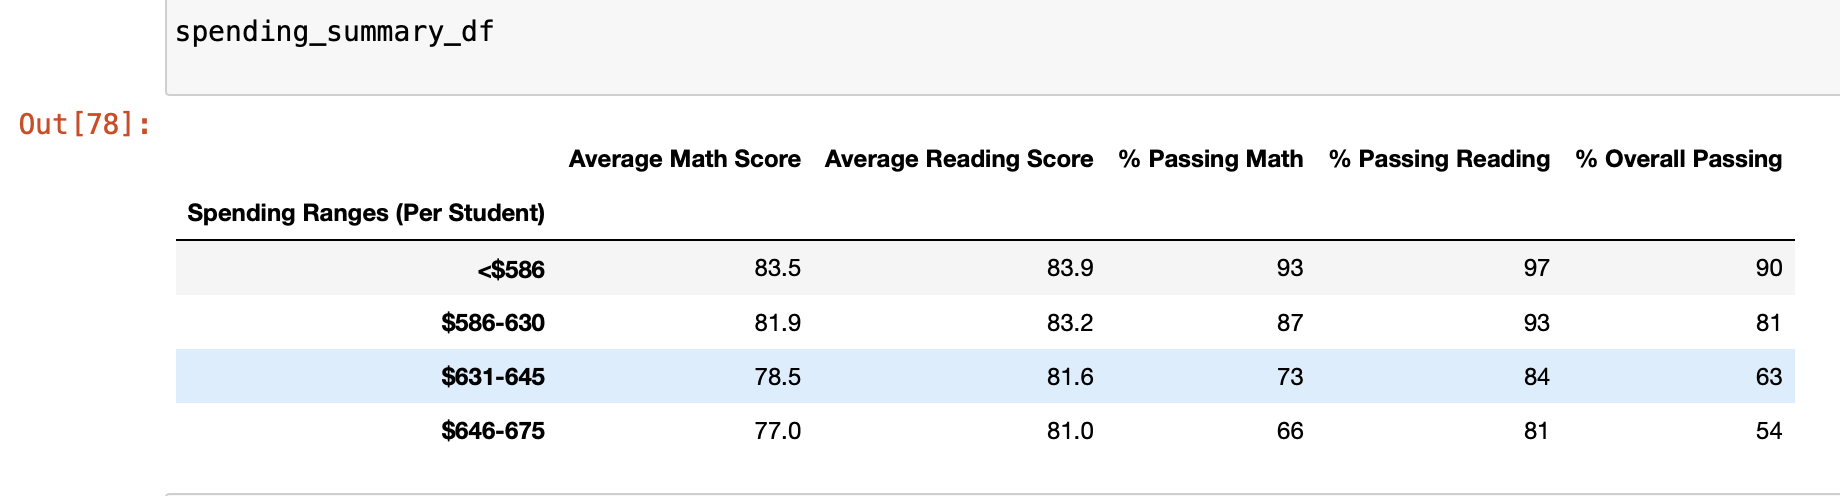 spending_summary_df
Out[78]:
Average Math Score Average Reading Score % Passing Math % Passing Reading % Overall Passing
Spending Ranges (Per Student)
<$586 83.5 83.9 93 97 90
$586-630 81.9 83.2 87 93 81
$631-645 78.5 81.6 73 84 63
$646-675 77.0 81.0 66 81 54